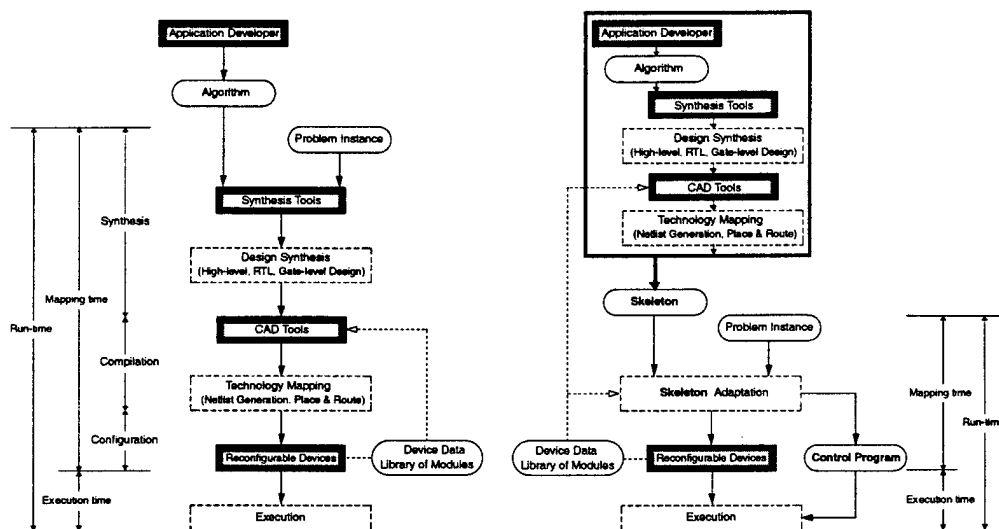 Application Developer
Algorithm
Problem Instance
Synthesis Tools
Design Synthesis
(High-level, RTL, Gate-level Design)
CAD Tools
Technology Mapping
(Netlist Generation, Place & Route)
Reconfigurable Devices
Device Data
Library of Modules
Execution
Synthesis
Mapping time
Run-time
Compilation
Configuration
Execution time
Application Developer
Algorithm
Synthesis Tools
Design Synthesis
(High-level, RTL, Gate-level Design)
CAD Tools
Technology Mapping
(Netlist Generation, Place & Route)
Skeleton
Problem Instance
Skeleton Adaptation
Device Data
Library of Modules
Reconfigurable Devices
Control Program
Execution
Mapping time
Run-time
Execution time